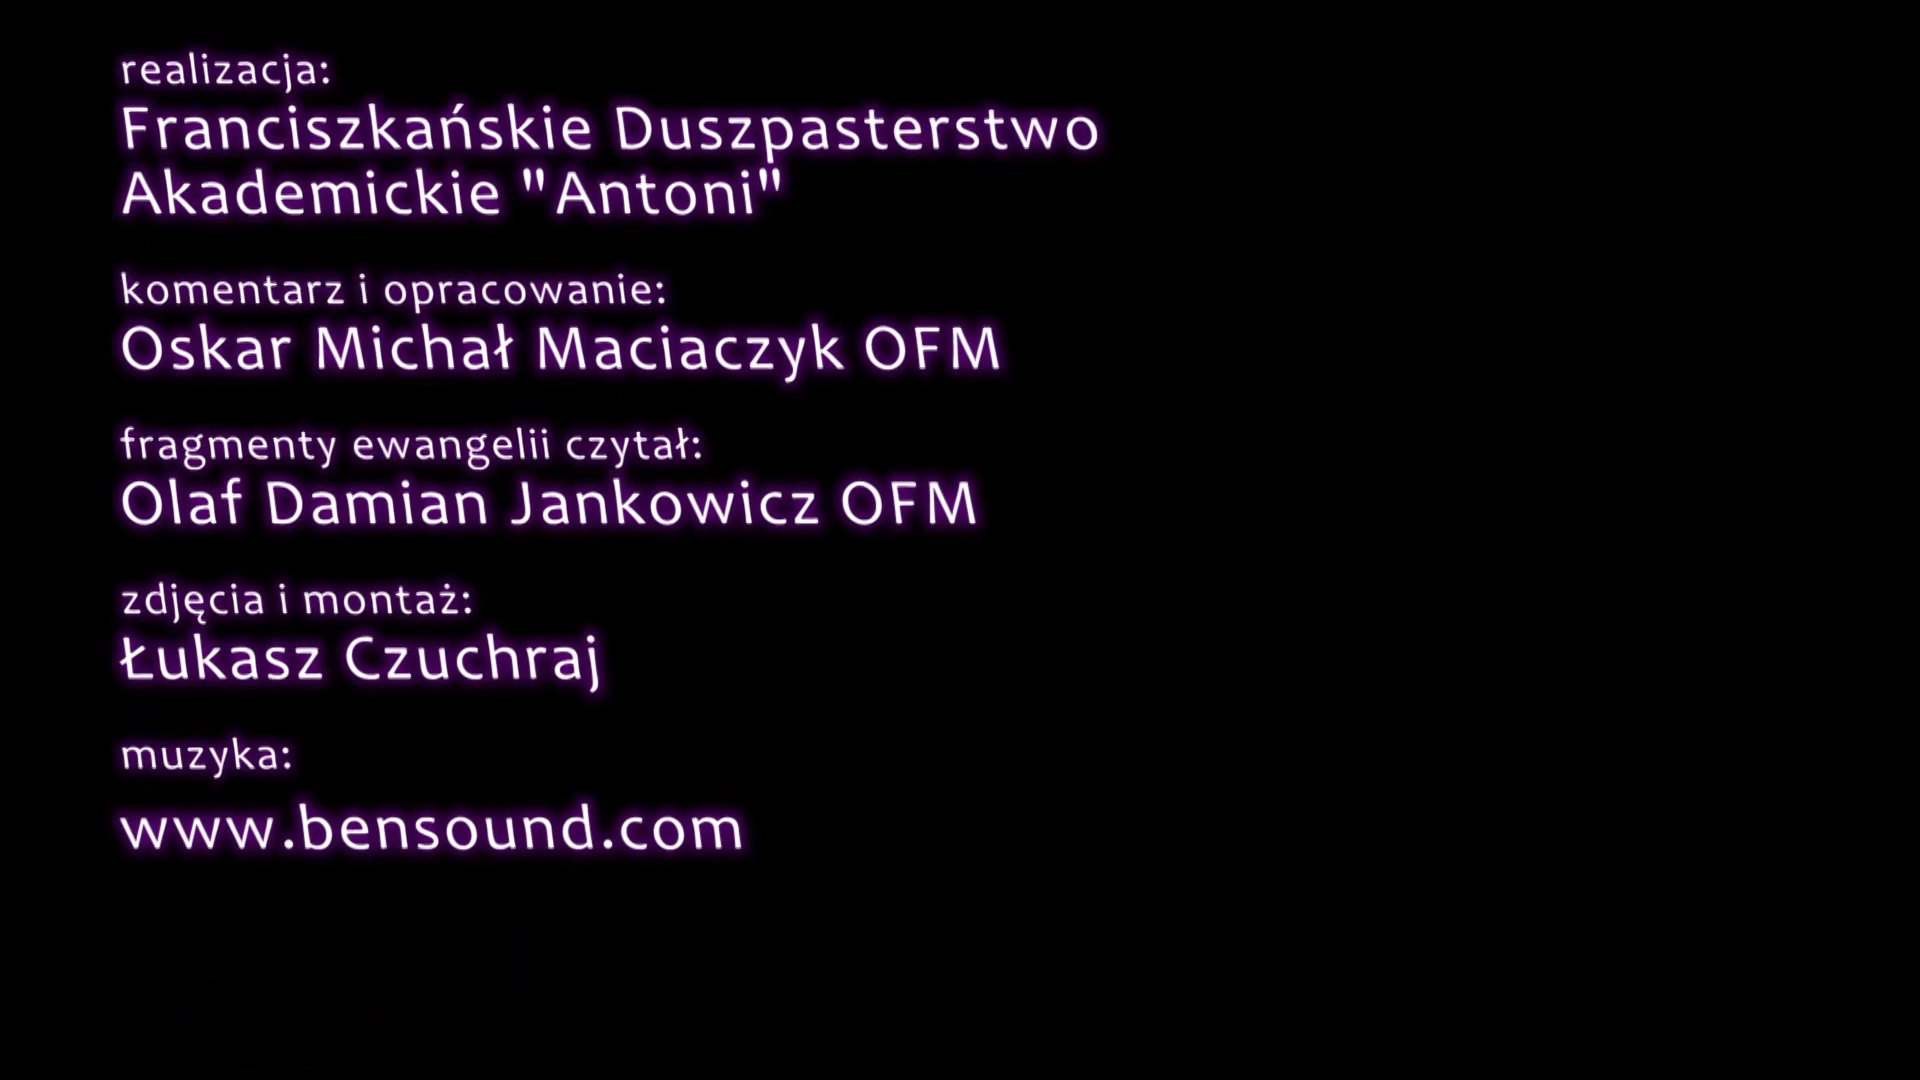 realizacja:
Franciszkańskie Duszpasterstwo
Akademickie "Antoni"
komentarz i opracowanie:
Oskar Michał Maciaczyk OFM
fragmenty ewangelii czytał:
Olaf Damian Jankowicz OFM
zdjęcia i montaż:
Łukasz Czuchraj
muzyka:
www.bensound.com